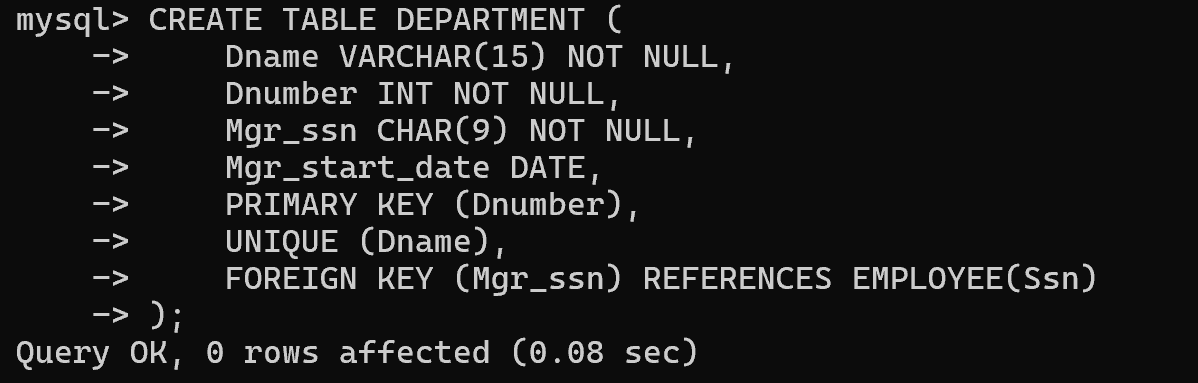 mysql> CREATE TABLE DEPARTMENT (
    ->     Dname VARCHAR(15) NOT NULL,
    ->     Dnumber INT NOT NULL,
    ->     Mgr_ssn CHAR(9) NOT NULL,
    ->     Mgr_start_date DATE,
    ->     PRIMARY KEY (Dnumber),
    ->     UNIQUE (Dname),
    ->     FOREIGN KEY (Mgr_ssn) REFERENCES EMPLOYEE(Ssn)
    -> );
Query OK, 0 rows affected (0.08 sec)